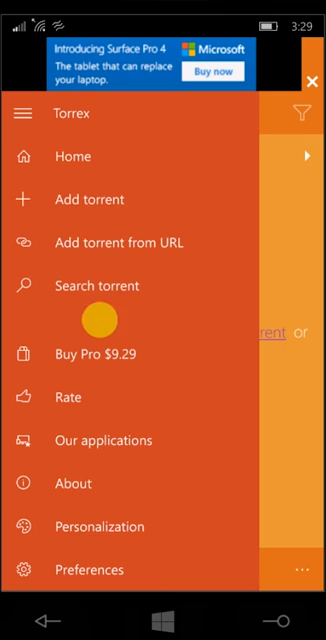 3:29
Introducing Surface Pro 4
The tablet that can replace
your laptop.
Microsoft
Buy now
Torrex
Home
Add torrent
Add torrent from URL
Search torrent
rrent or
Buy Pro $9.29
Rate
Our applications
About
Personalization
Preferences